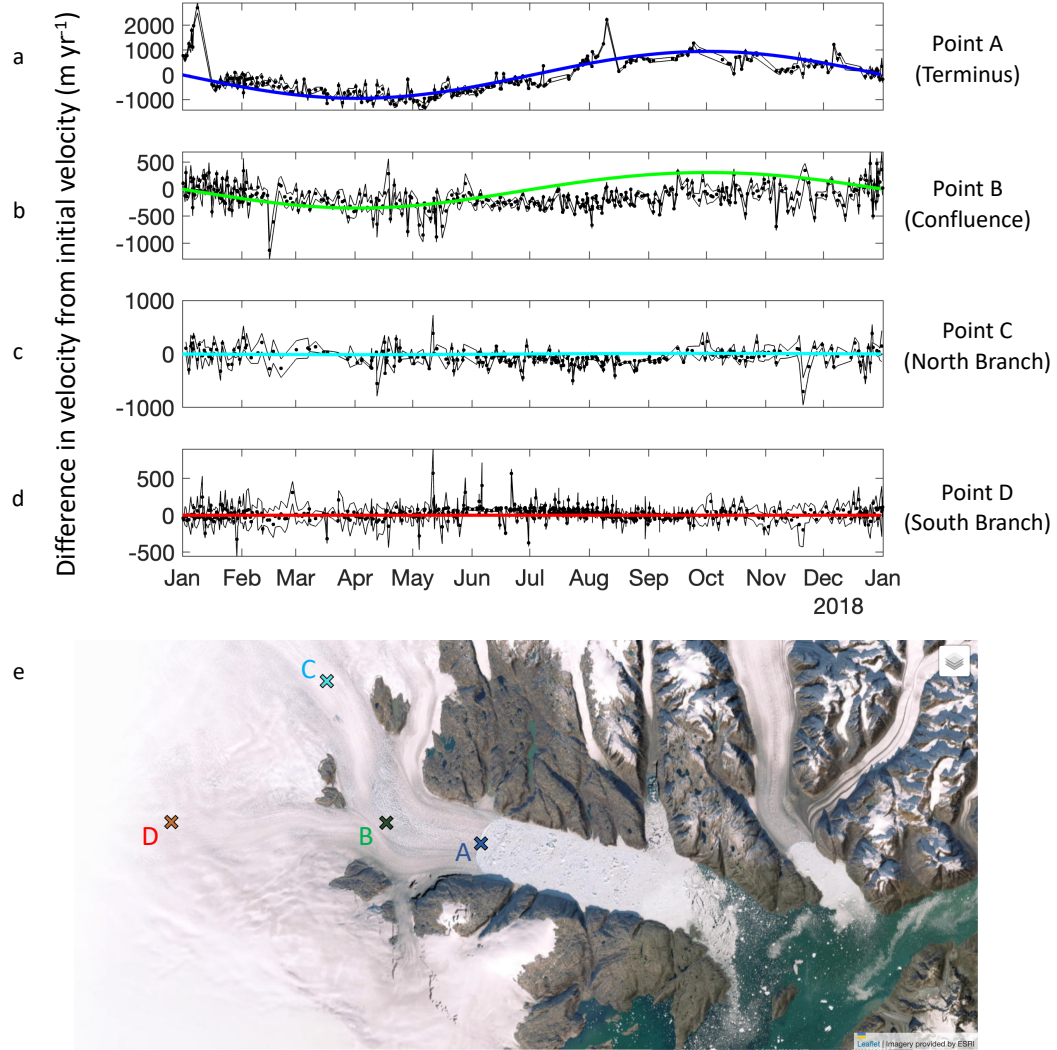 Difference in velocity from initial velocity (m yr⁻¹)
a
2000
1000
0
-1000
Point A
(Terminus)
b
500
0
-500
-1000
Point B
(Confluence)
c
1000
0
-1000
Point C
(North Branch)
d
500
0
-500
Point D
(South Branch)
Jan Feb Mar Apr May Jun Jul Aug Sep Oct Nov Dec Jan
2018
e
C
D
B
A
Leaflet | Imagery provided by ESRI